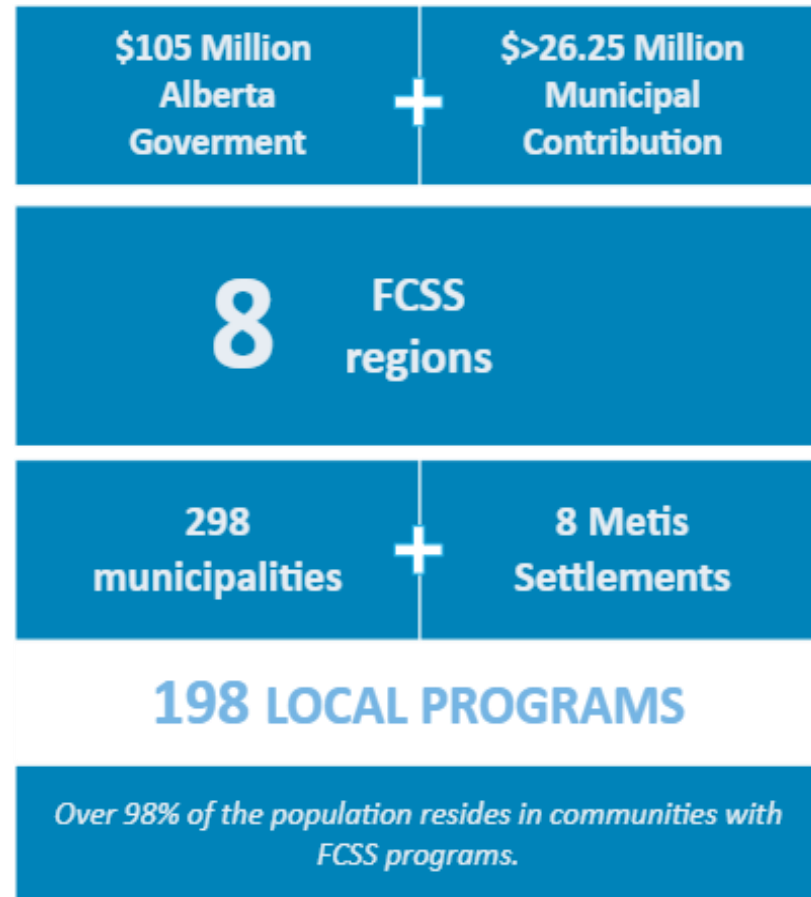 $105 Million
Alberta
Goverment
+
$>26.25 Million
Municipal
Contribution
8
FCSS
regions
298
municipalities
+
8 Metis
Settlements
198 LOCAL PROGRAMS
Over 98% of the population resides in communities with
FCSS programs.